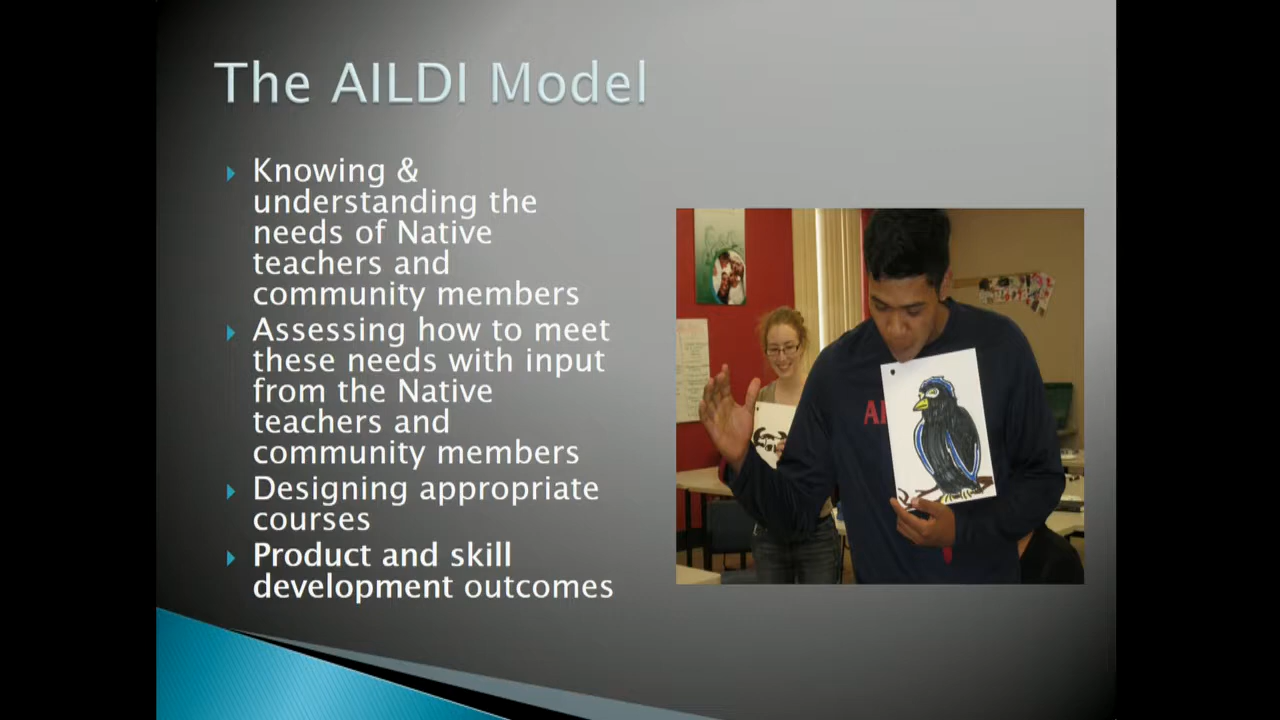 The AILDI Model
Knowing &
understanding the
needs of Native
teachers and
community members
Assessing how to meet
these needs with input
from the Native
teachers and
community members
Designing appropriate
courses
Product and skill
development outcomes